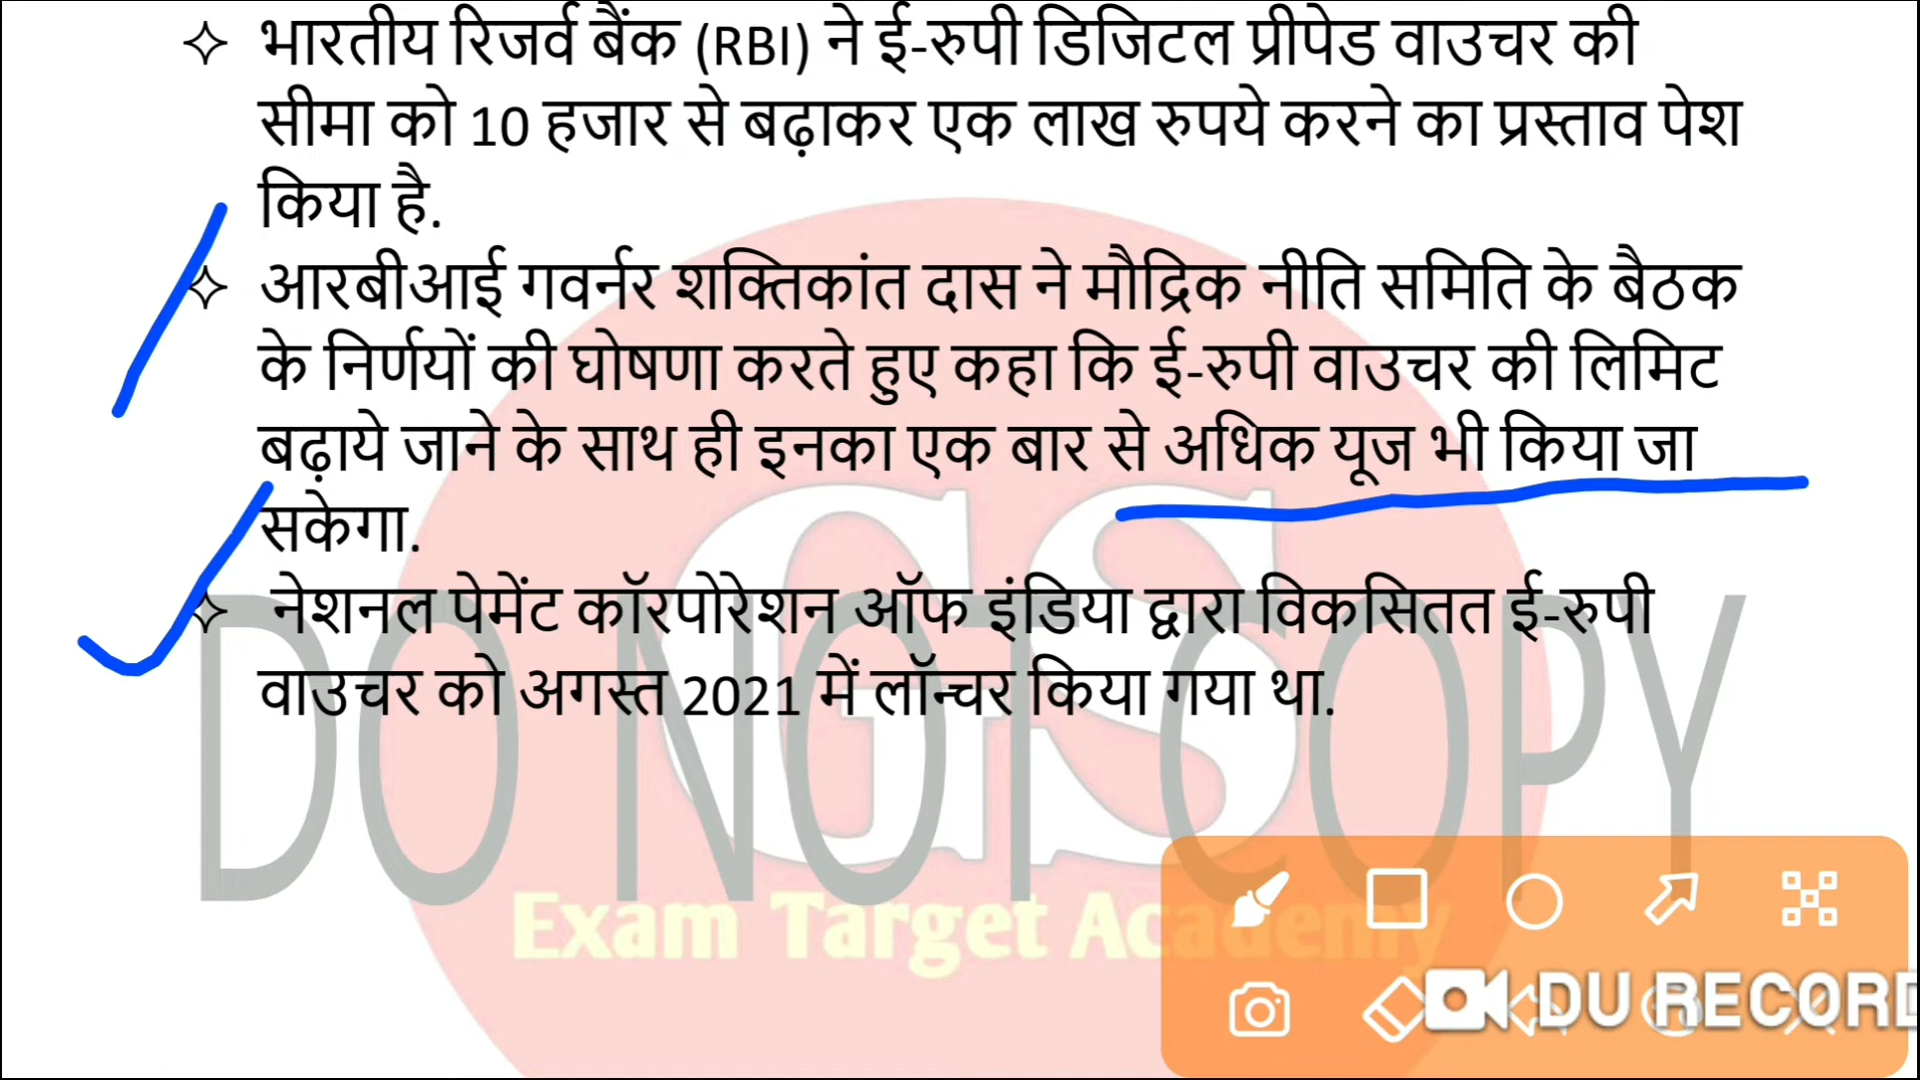 भारतीय रिजर्व बैंक (RBI) ने ई-रुपी डिजिटल प्रीपेड वाउचर की
सीमा को 10 हजार से बढ़ाकर एक लाख रुपये करने का प्रस्ताव पेश
किया है.
आरबीआई गवर्नर शक्तिकांत दास ने मौद्रिक नीति समिति के बैठक
के निर्णयों की घोषणा करते हुए कहा कि ई-रुपी वाउचर की लिमिट
बढ़ाये जाने के साथ ही इनका एक बार से अधिक यूज भी किया जा
सकेगा.
नेशनल पेमेंट कॉरपोरेशन ऑफ इंडिया द्वारा विकसितत ई-रुपी
वाउचर को अगस्त 2021 में लॉन्चर किया गया था.
GS
DO NOT COPY
Exam Target Academy
DU RECORD